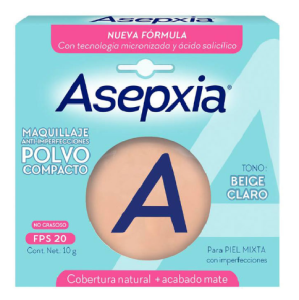 NUEVA FÓRMULA
Con tecnología micronizada y ácido salicílico
Asepxia®
MAQUILLAJE
ANTI-IMPERFECCIONES
POLVO
COMPACTO
TONO:
BEIGE
CLARO
A
NO GRASOSO
FPS 20
Cont. Net. 10 g
Para PIEL MIXTA
con imperfecciones
Cobertura natural + acabado mate